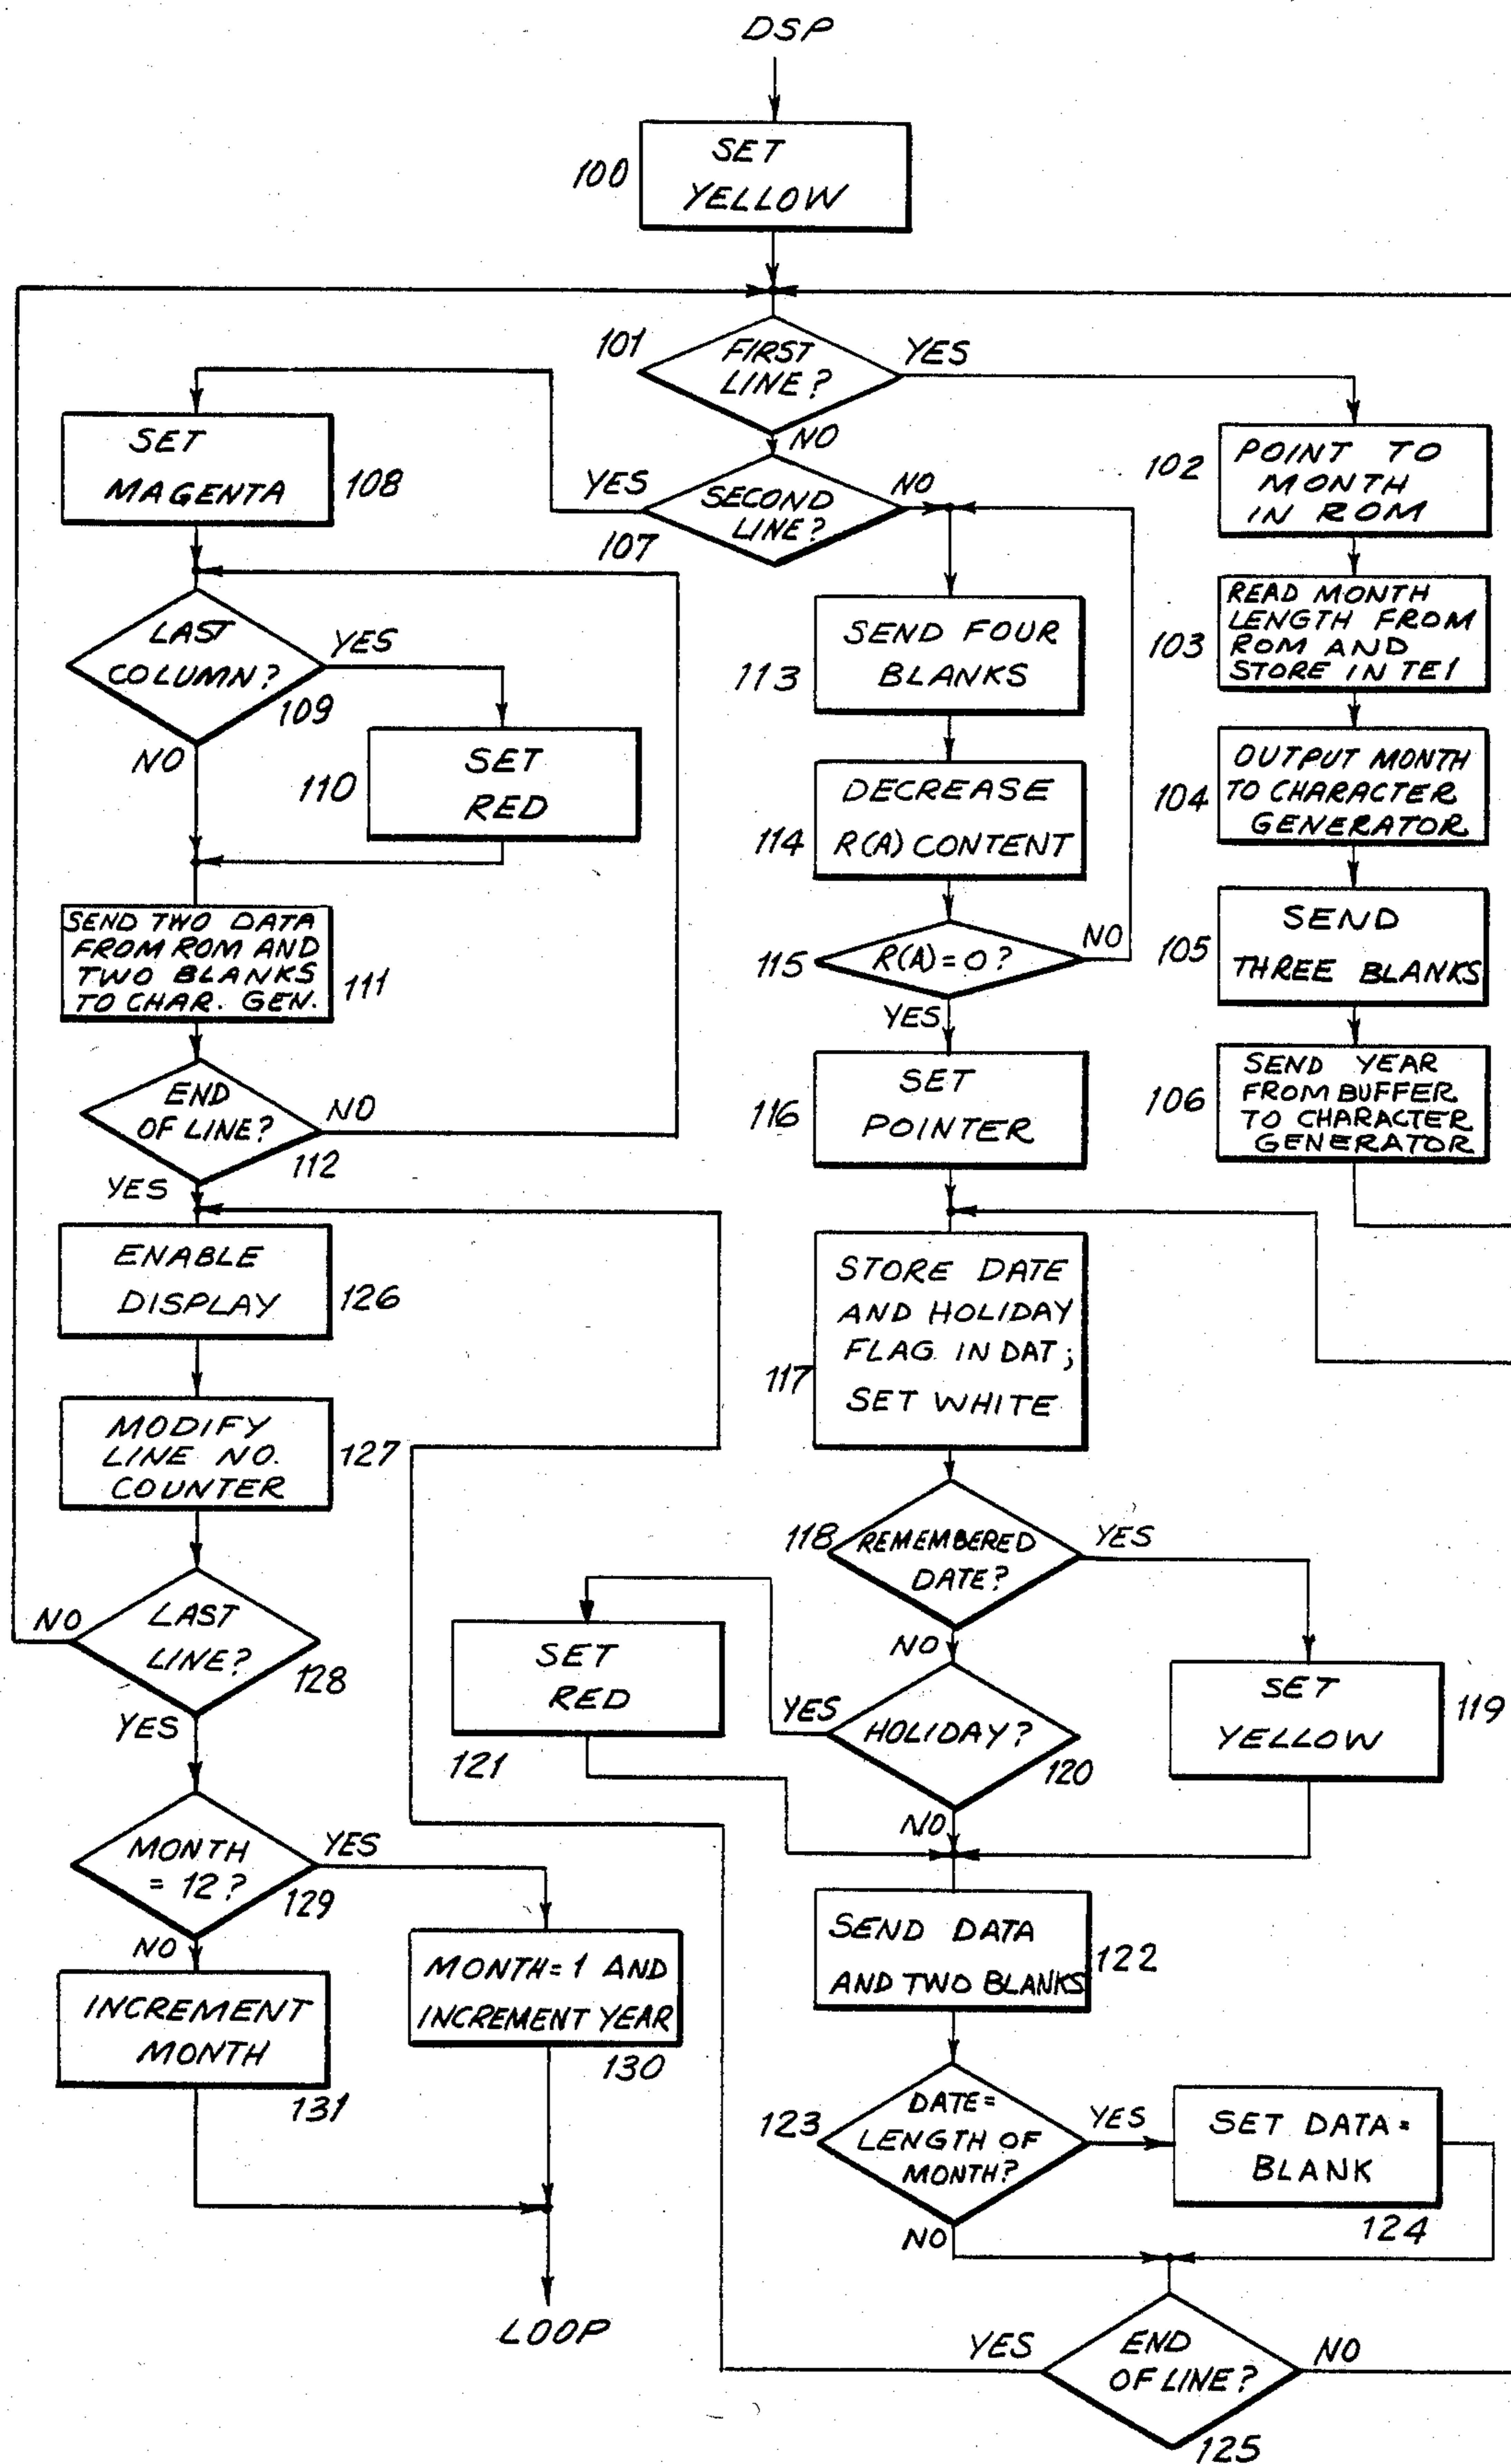 DSP
100
SET
YELLOW
101
FIRST
LINE?
YES
NO
102
POINT TO
MONTH
IN ROM
103
READ MONTH
LENGTH FROM
ROM AND
STORE IN TE1
104
OUTPUT MONTH
TO CHARACTER
GENERATOR
105
SEND
THREE BLANKS
106
SEND YEAR
FROM BUFFER
TO CHARACTER
GENERATOR
107
SECOND
LINE?
YES
NO
108
SET
MAGENTA
109
LAST
COLUMN?
YES
NO
110
SET
RED
111
SEND TWO DATA
FROM ROM AND
TWO BLANKS
TO CHAR. GEN.
112
END
OF LINE?
NO
YES
113
SEND FOUR
BLANKS
114
DECREASE
R(A) CONTENT
115
R(A)=0?
NO
YES
116
SET
POINTER
117
STORE DATE
AND HOLIDAY
FLAG IN DAT;
SET WHITE
118
REMEMBERED
DATE?
YES
NO
119
SET
YELLOW
120
HOLIDAY?
YES
NO
121
SET
RED
122
SEND DATA
AND TWO BLANKS
123
DATE=
LENGTH OF
MONTH?
YES
NO
124
SET DATA=
BLANK
125
END
OF LINE?
YES
NO
126
ENABLE
DISPLAY
127
MODIFY
LINE NO.
COUNTER
128
LAST
LINE?
NO
YES
129
MONTH
= 12?
YES
NO
130
MONTH=1 AND
INCREMENT YEAR
131
INCREMENT
MONTH
LOOP